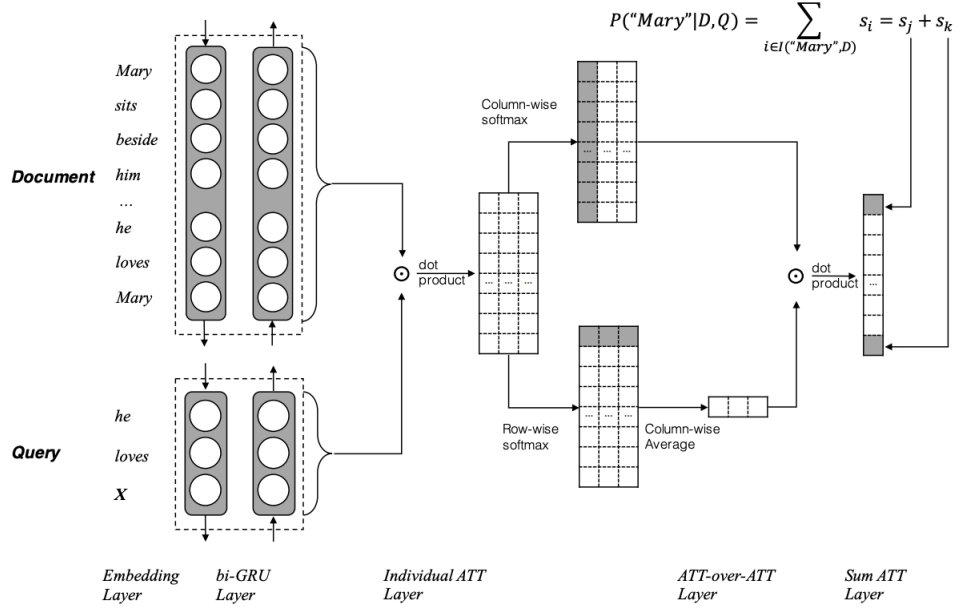 P("Mary"|D,Q) = ∑ s_i = s_j + s_k
i∈I("Mary",D)
Document
Mary
sits
beside
him
...
he
loves
Mary
Query
he
loves
X
Column-wise
softmax
dot
product
... ... ...
... ... ...
Row-wise
softmax
... ... ...
Column-wise
Average
dot
product
...
Embedding
Layer
bi-GRU
Layer
Individual ATT
Layer
ATT-over-ATT
Layer
Sum ATT
Layer